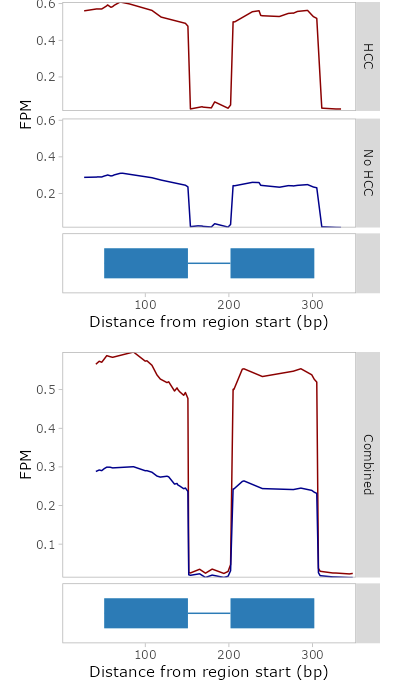 0.6
0.4
0.2
HCC
FPM
0.6
0.4
0.2
No HCC
100 200 300
Distance from region start (bp)
0.5
0.4
0.3
0.2
0.1
FPM
Combined
100 200 300
Distance from region start (bp)